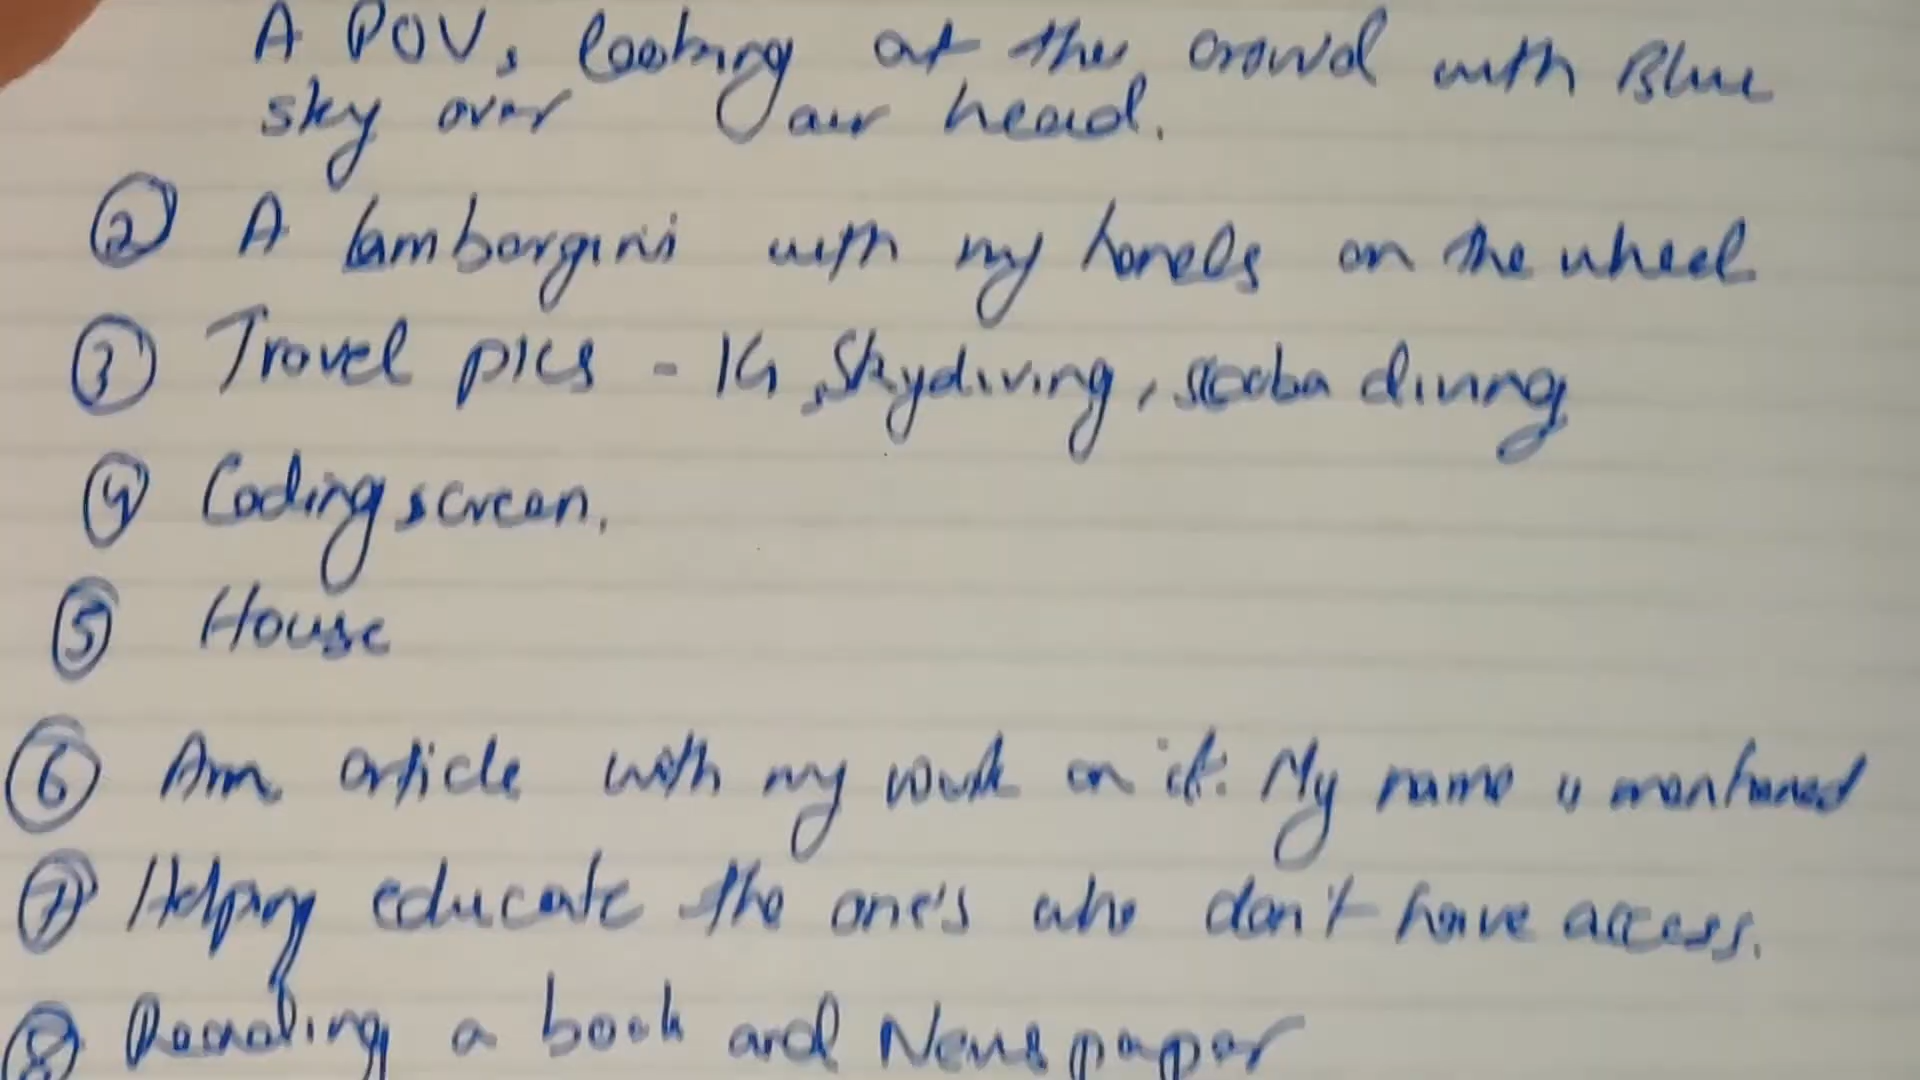 A POV, looking at the crowd with Blue
sky over our head.
② A lamborgini with my hands on the wheel
③ Travel pics - IG, Skydiving, scuba diving
④ Coding screen.
⑤ House
⑥ An article with my work on it. My name is mentioned
⑦ Helping educate the one's who don't have access.
⑧ Reading a book and Newspaper